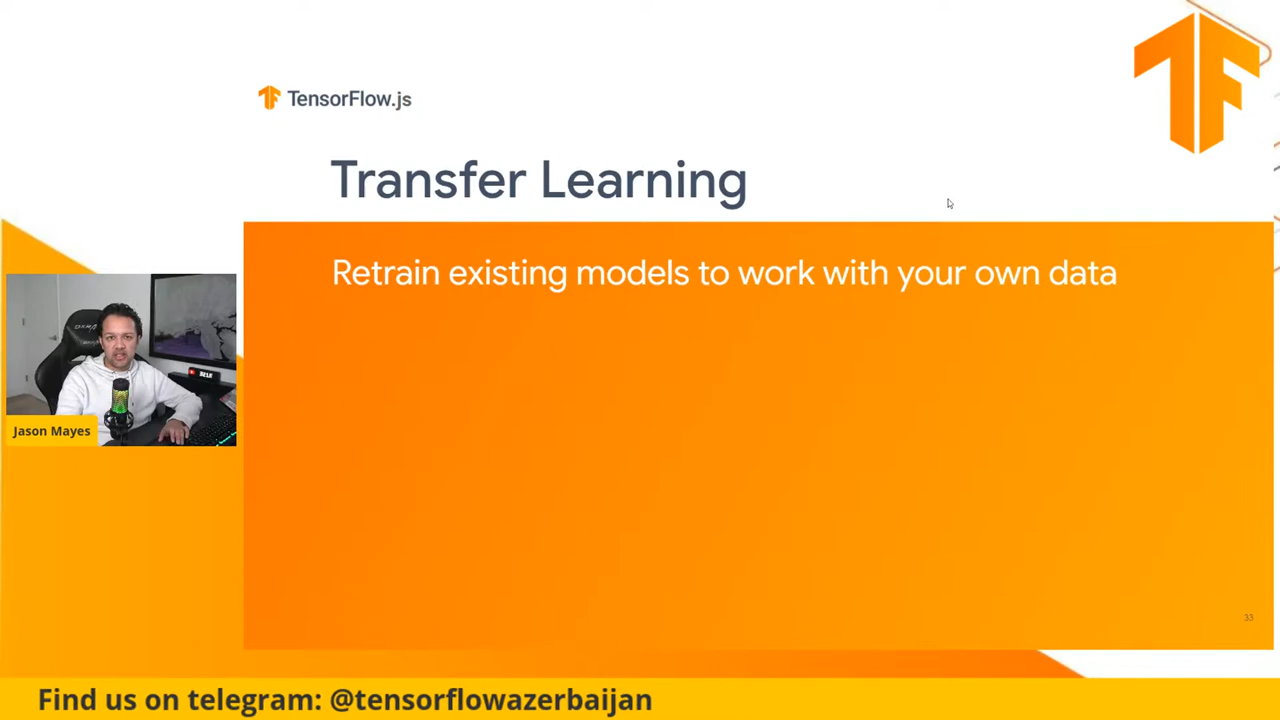 TensorFlow.js
Transfer Learning
Retrain existing models to work with your own data
Jason Mayes
33
Find us on telegram: @tensorflowazerbaijan